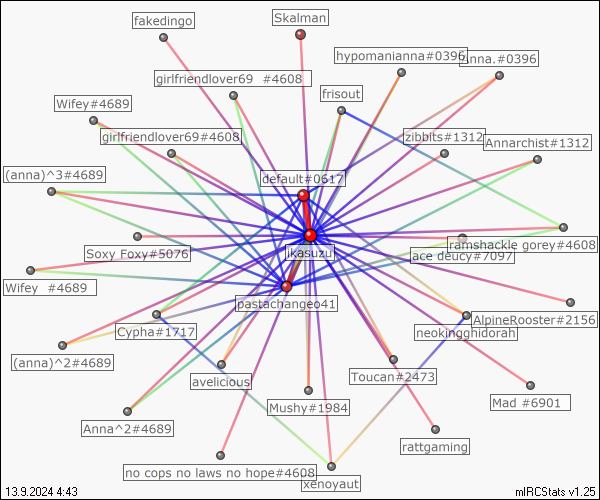 fakedingo
Skalman
hypomanianna#0396
Anna.#0396
girlfriendlover69 #4608
frisout
Wifey#4689
girlfriendlover69#4608
zibbits#1312
Annarchist#1312
(anna)^3#4689
default#0617
Soxy Foxy#5076
ikasuzu
ramshackle gorey#4608
ace deucy#7097
Wifey #4689
pastachangeo41
Cypha#1717
AlpineRooster#2156
neokingghidorah
(anna)^2#4689
avelicious
Toucan#2473
Mushy#1984
Mad #6901
Anna^2#4689
rattgaming
no cops no laws no hope#4608
xenoyaut
13.9.2024 4:43
mIRCStats v1.25